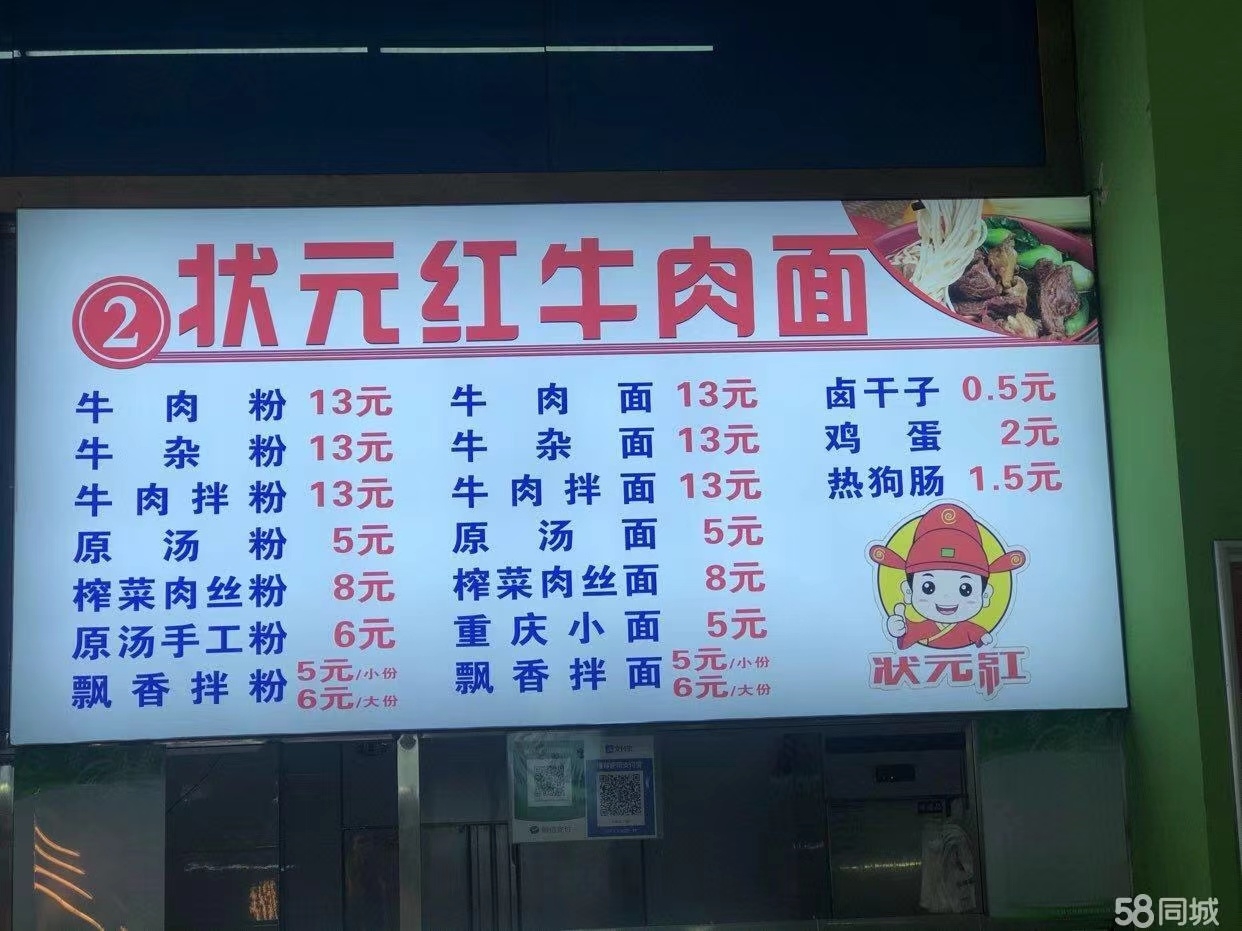 ② 状元红牛肉面
牛肉粉 13元
牛杂粉 13元
牛肉拌粉 13元
原汤粉 5元
榨菜肉丝粉 8元
原汤手工粉 6元
飘香拌粉 5元/小份
6元/大份
牛肉面 13元
牛杂面 13元
牛肉拌面 13元
原汤面 5元
榨菜肉丝面 8元
重庆小面 5元
飘香拌面 5元/小份
6元/大份
卤干子 0.5元
鸡蛋 2元
热狗肠 1.5元
状元紅
支付宝
58同城